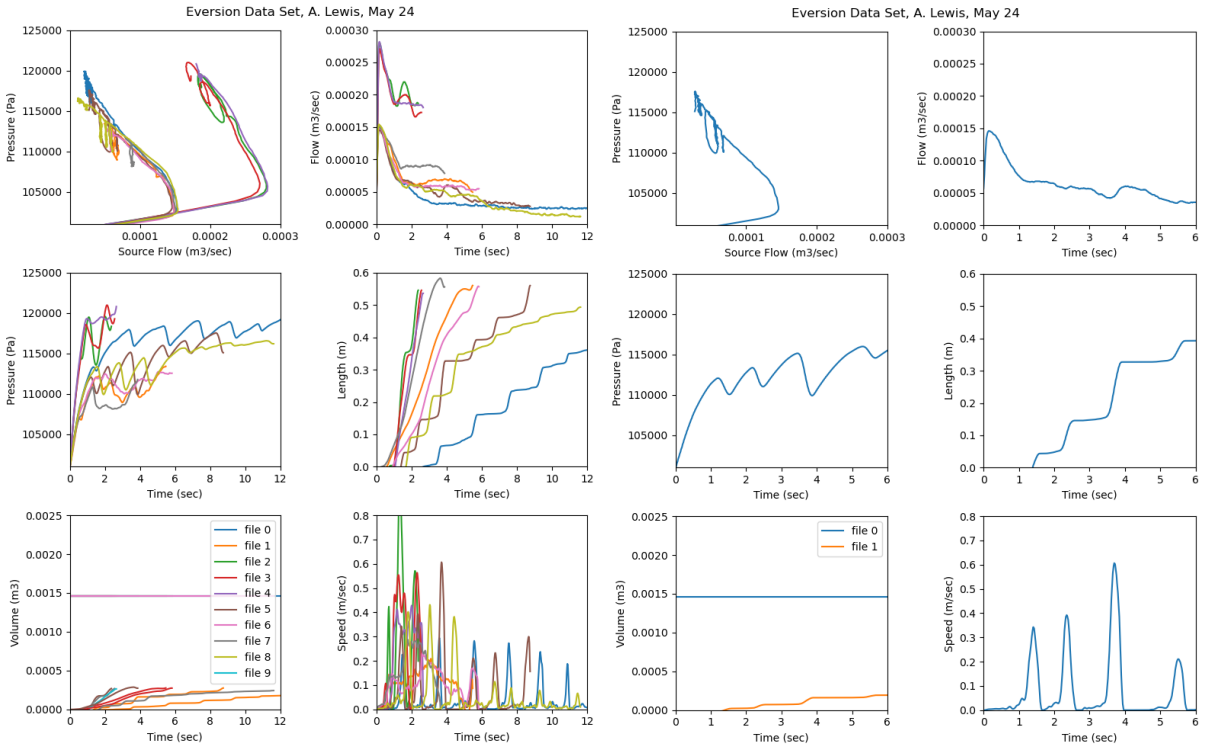 Eversion Data Set, A. Lewis, May 24
Eversion Data Set, A. Lewis, May 24
125000
120000
115000
110000
105000
Pressure (Pa)
0.0001
0.0002
0.0003
Source Flow (m3/sec)
0.00030
0.00025
0.00020
0.00015
0.00010
0.00005
0.00000
Flow (m3/sec)
0 2 4 6 8 10 12
Time (sec)
125000
120000
115000
110000
105000
Pressure (Pa)
0.0001
0.0002
0.0003
Source Flow (m3/sec)
0.00030
0.00025
0.00020
0.00015
0.00010
0.00005
0.00000
Flow (m3/sec)
0 1 2 3 4 5 6
Time (sec)
125000
120000
115000
110000
105000
Pressure (Pa)
0 2 4 6 8 10 12
Time (sec)
0.6
0.5
0.4
0.3
0.2
0.1
0.0
Length (m)
0 2 4 6 8 10 12
Time (sec)
125000
120000
115000
110000
105000
Pressure (Pa)
0 1 2 3 4 5 6
Time (sec)
0.6
0.5
0.4
0.3
0.2
0.1
0.0
Length (m)
0 1 2 3 4 5 6
Time (sec)
0.0025
0.0020
0.0015
0.0010
0.0005
0.0000
Volume (m3)
file 0
file 1
file 2
file 3
file 4
file 5
file 6
file 7
file 8
file 9
0 2 4 6 8 10 12
Time (sec)
0.8
0.7
0.6
0.5
0.4
0.3
0.2
0.1
0.0
Speed (m/sec)
0 2 4 6 8 10 12
Time (sec)
0.0025
0.0020
0.0015
0.0010
0.0005
0.0000
Volume (m3)
file 0
file 1
0 1 2 3 4 5 6
Time (sec)
0.8
0.7
0.6
0.5
0.4
0.3
0.2
0.1
0.0
Speed (m/sec)
0 1 2 3 4 5 6
Time (sec)